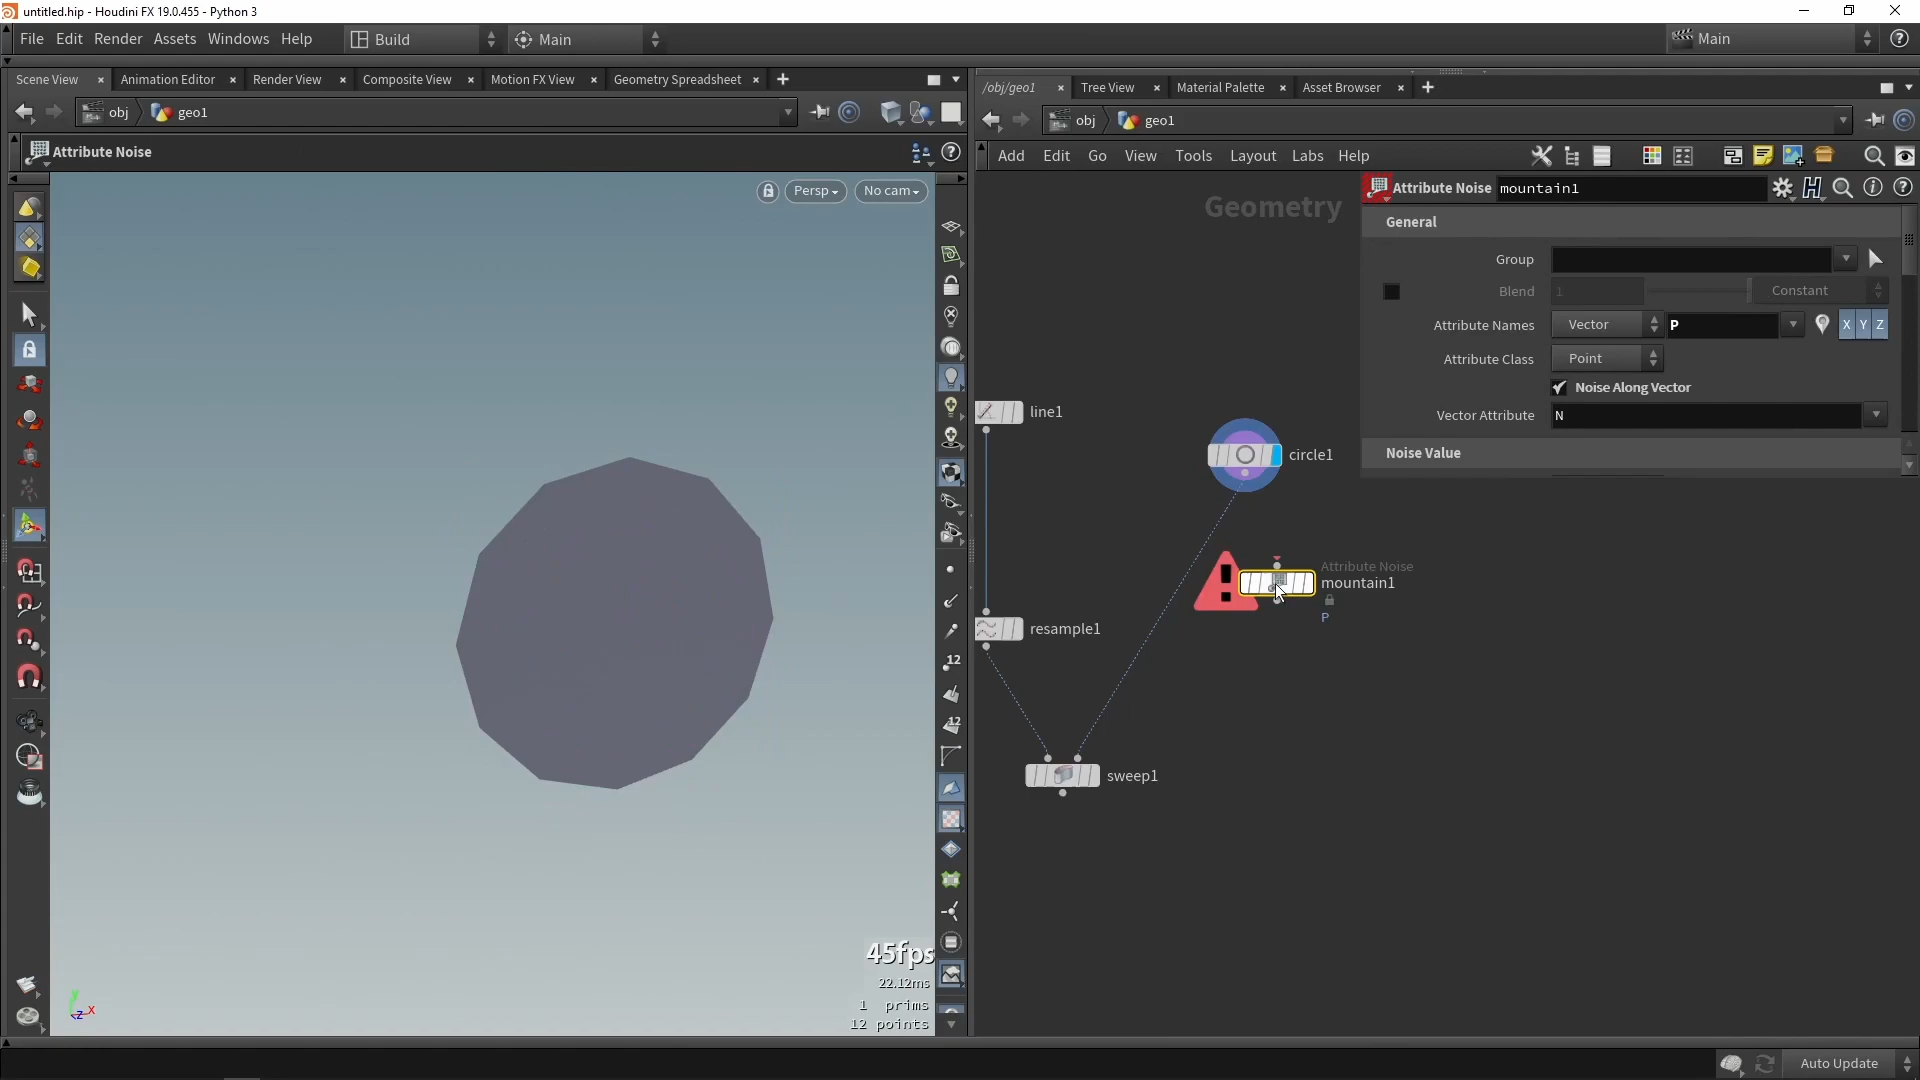 untitled.hip - Houdini FX 19.0.455 - Python 3
File Edit Render Assets Windows Help
Build
Main
Main
Scene View
Animation Editor
Render View
Composite View
Motion FX View
Geometry Spreadsheet
obj
geo1
Attribute Noise
Persp
No cam
12
12
45fps
22.12ms
1 prims
12 points
y
x
z
/obj/geo1
Tree View
Material Palette
Asset Browser
obj
geo1
Add Edit Go View Tools Layout Labs Help
Geometry
Attribute Noise mountain1
General
Group
Blend 1 Constant
Attribute Names Vector P X Y Z
Attribute Class Point
Noise Along Vector
Vector Attribute N
Noise Value
line1
circle1
Attribute Noise
mountain1
P
resample1
sweep1
Auto Update